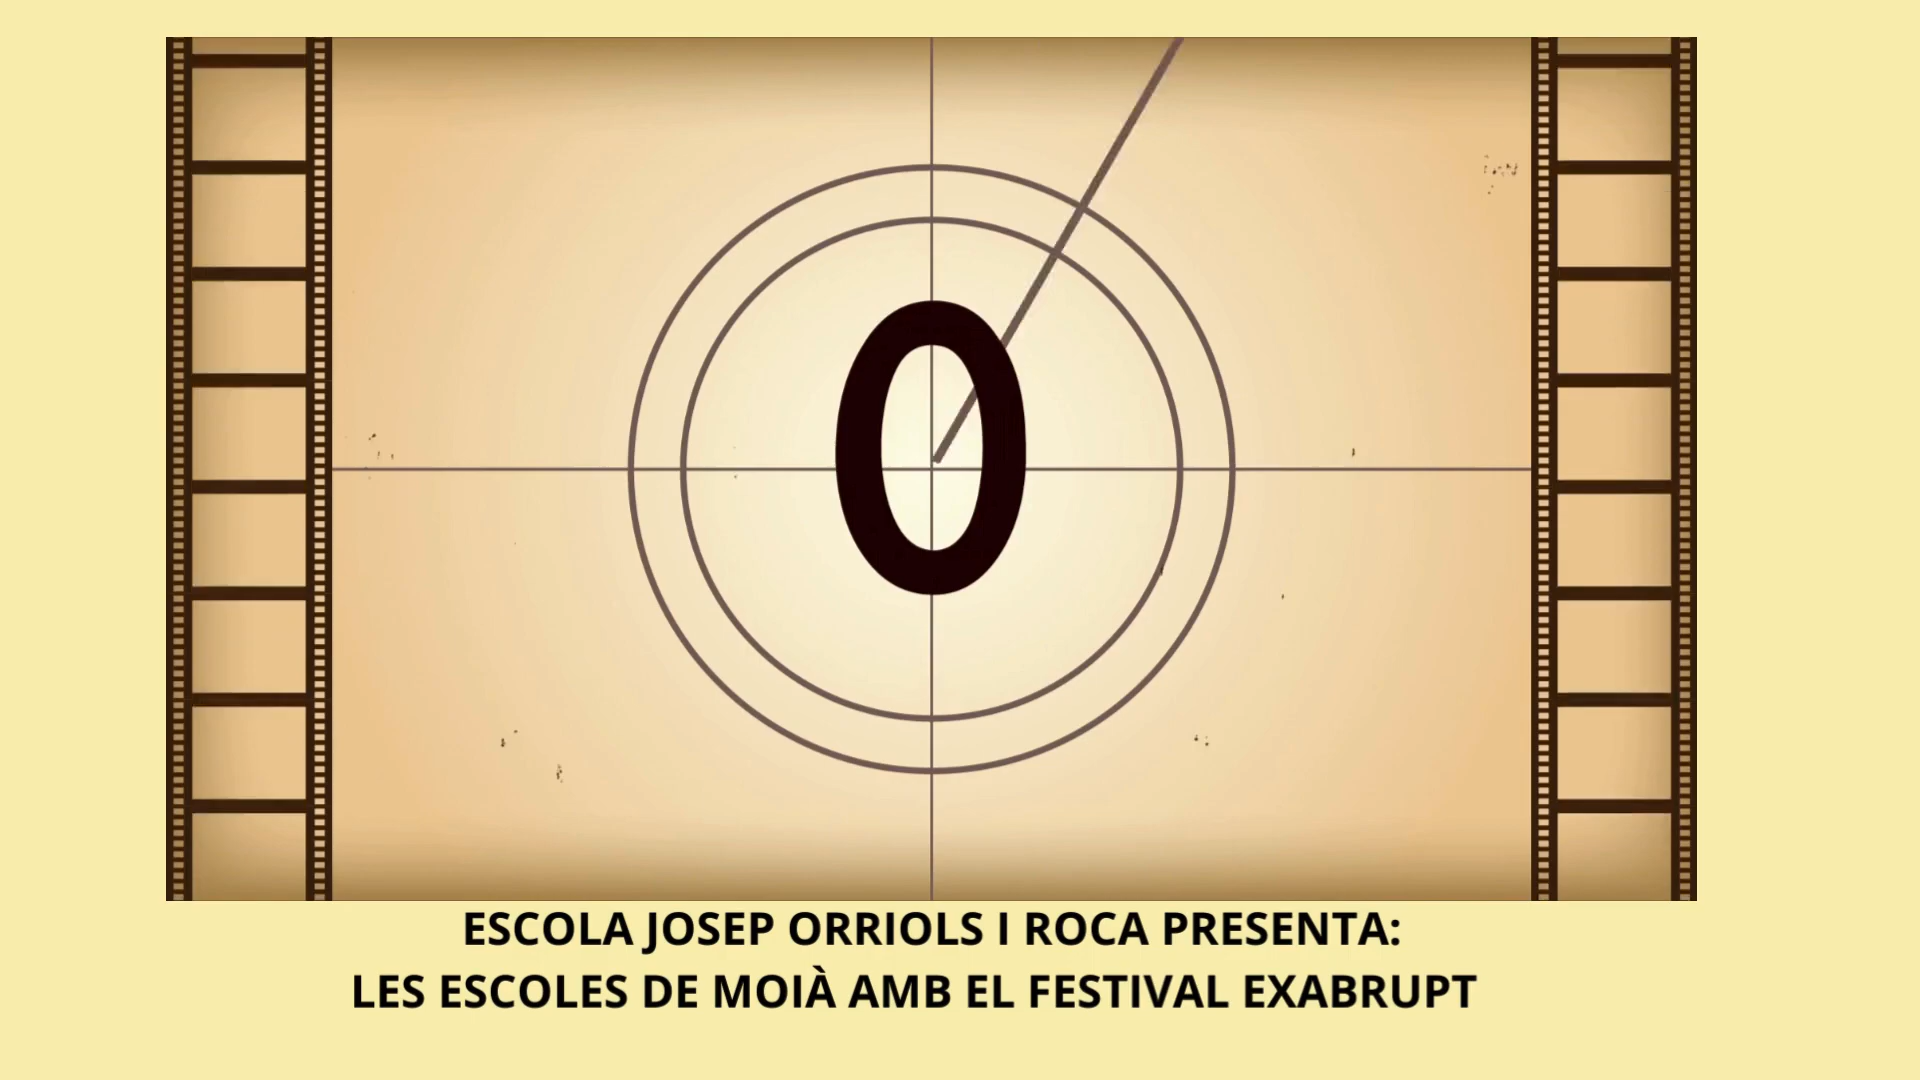 0
ESCOLA JOSEP ORRIOLS I ROCA PRESENTA:
LES ESCOLES DE MOIÀ AMB EL FESTIVAL EXABRUPT